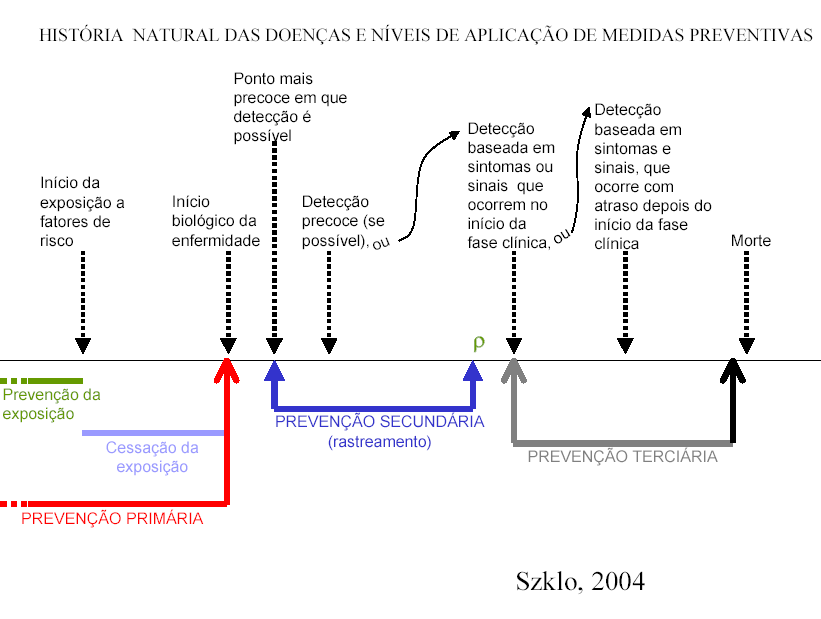 HISTÓRIA NATURAL DAS DOENÇAS E NÍVEIS DE APLICAÇÃO DE MEDIDAS PREVENTIVAS
Início da
exposição a
fatores de
risco
Início
biológico da
enfermidade
Ponto mais
precoce em que
detecção é
possível
Detecção
precoce (se
possível), ou
Detecção
baseada em
sintomas ou
sinais que
ocorrem no
início da
fase clínica, ou
Detecção
baseada em
sintomas e
sinais, que
ocorre com
atraso depois do
início da fase
clínica
Morte
ρ
Prevenção da
exposição
Cessação da
exposição
PREVENÇÃO PRIMÁRIA
PREVENÇÃO SECUNDÁRIA
(rastreamento)
PREVENÇÃO TERCIÁRIA
Szklo, 2004